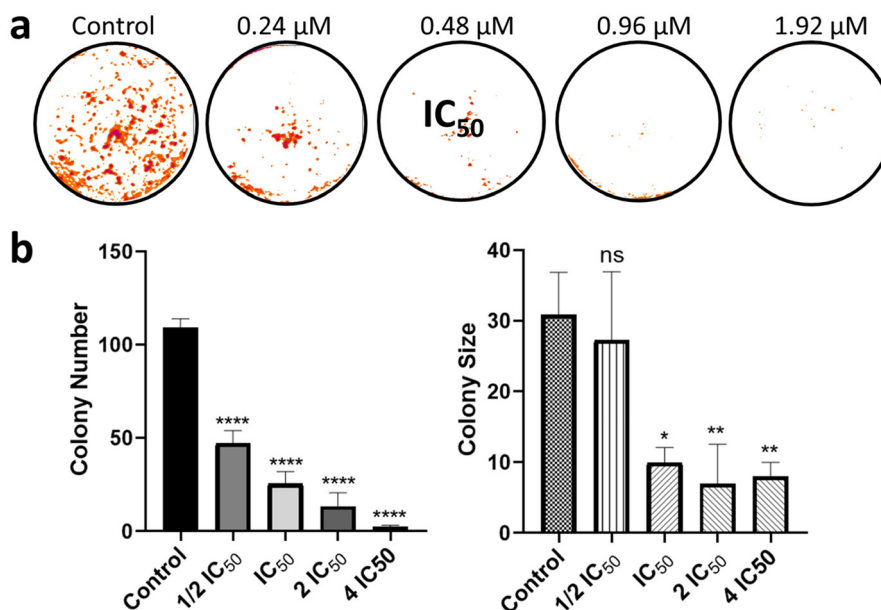 a
Control 0.24 µM 0.48 µM 0.96 µM 1.92 µM
IC50
b
Colony Number
150
100
50
0
****
****
****
****
Control
1/2 IC50
IC50
2 IC50
4 IC50
Colony Size
40
30
20
10
0
ns
*
**
**
Control
1/2 IC50
IC50
2 IC50
4 IC50